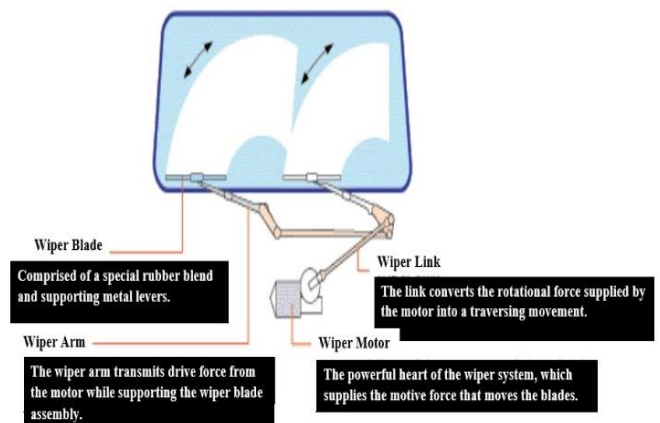 Wiper Blade
Comprised of a special rubber blend
and supporting metal levers.
Wiper Link
The link converts the rotational force supplied by
the motor into a traversing movement.
Wiper Arm
The wiper arm transmits drive force from
the motor while supporting the wiper blade
assembly.
Wiper Motor
The powerful heart of the wiper system, which
supplies the motive force that moves the blades.